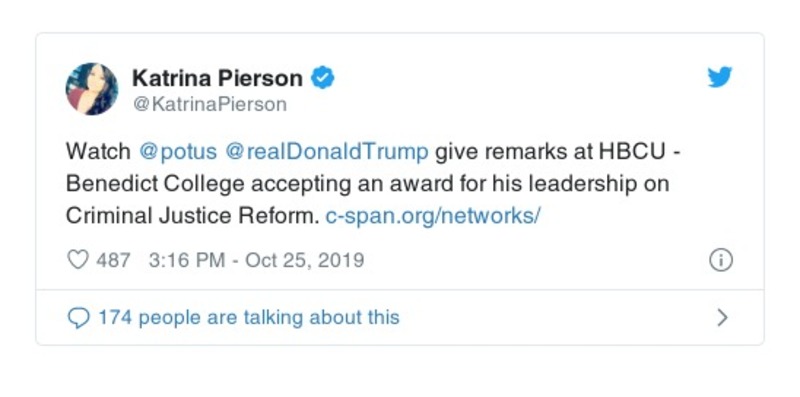 Katrina Pierson
@KatrinaPierson
Watch @potus @realDonaldTrump give remarks at HBCU -
Benedict College accepting an award for his leadership on
Criminal Justice Reform. c-span.org/networks/
487 3:16 PM - Oct 25, 2019
174 people are talking about this